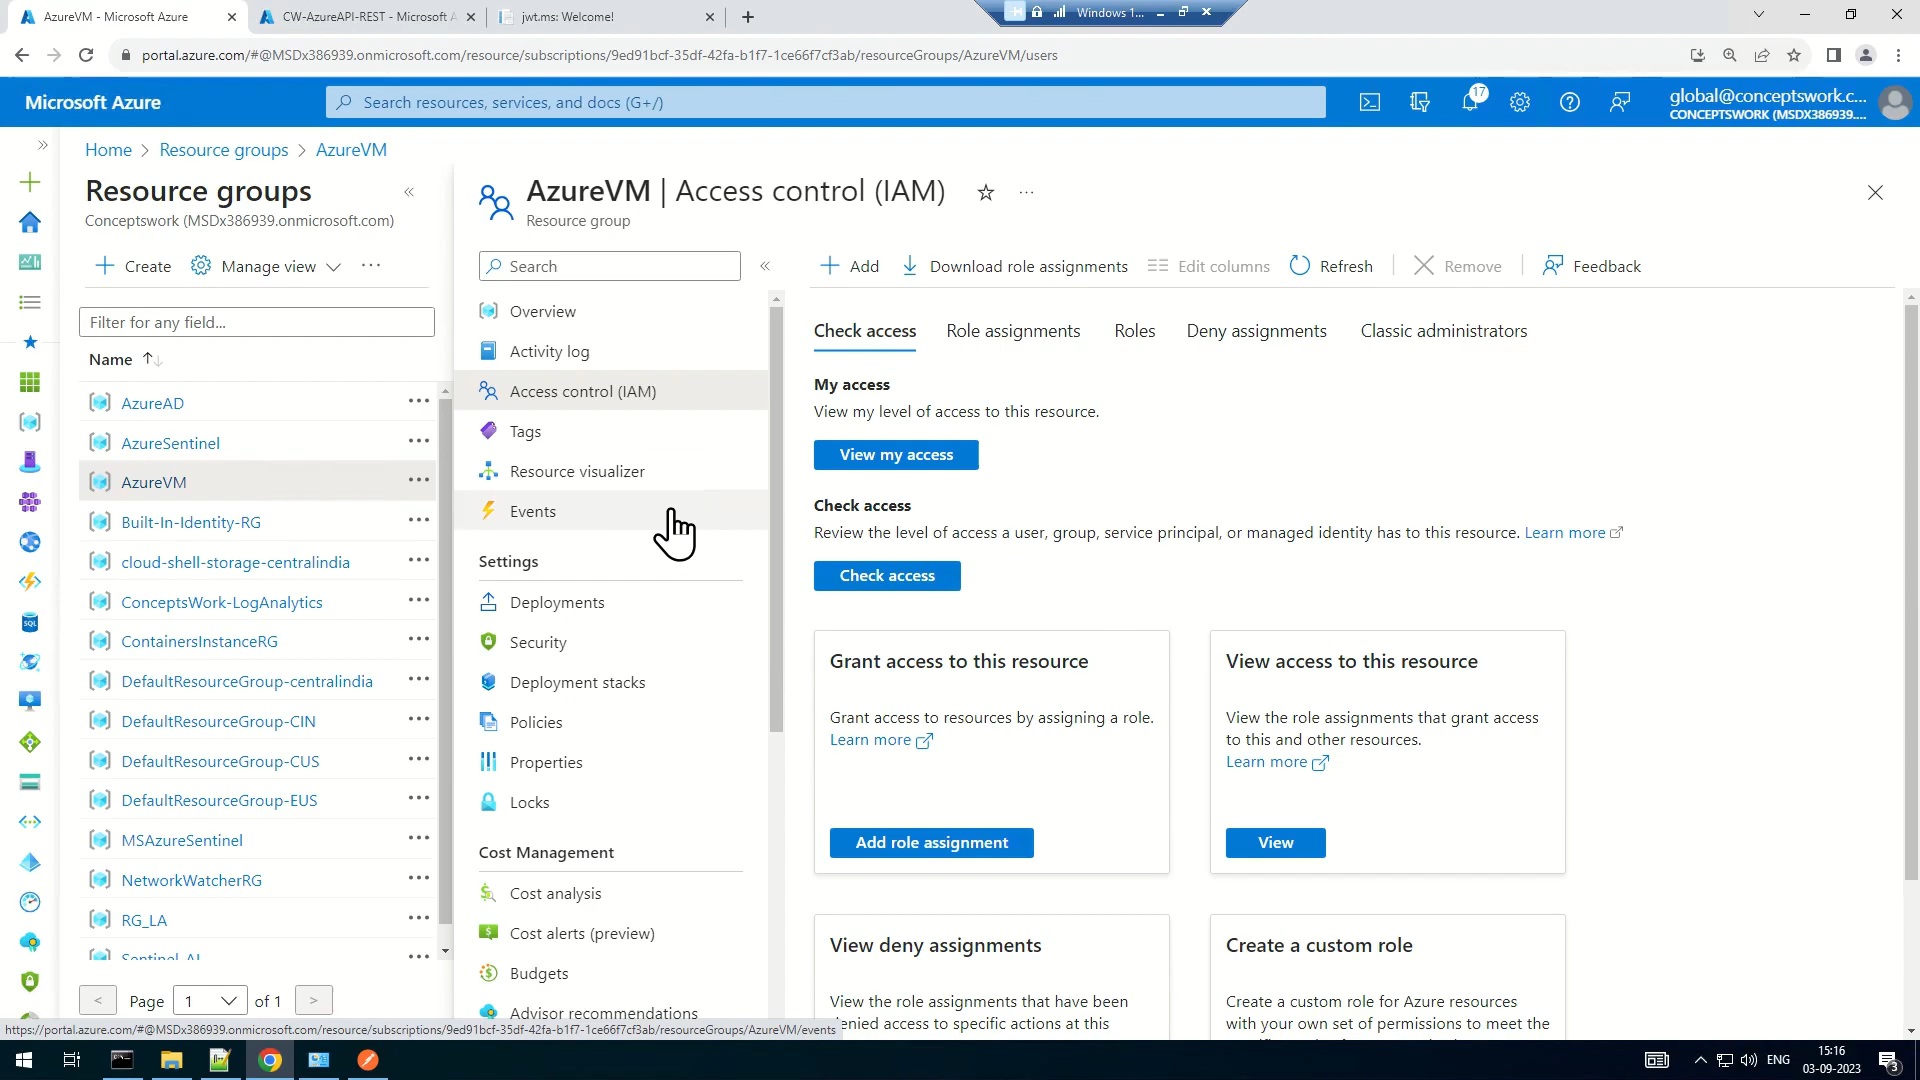 AzureVM - Microsoft Azure
CW-AzureAPI-REST - Microsoft A
jwt.ms: Welcome!
Windows 1...
portal.azure.com/#@MSDx386939.onmicrosoft.com/resource/subscriptions/9ed91bcf-35df-42fa-b1f7-1ce66f7cf3ab/resourceGroups/AzureVM/users
Microsoft Azure
Search resources, services, and docs (G+/)
17
global@conceptswork.c...
CONCEPTSWORK (MSDX386939....
Home > Resource groups > AzureVM
Resource groups
Conceptswork (MSDx386939.onmicrosoft.com)
Create
Manage view
Filter for any field...
Name
AzureAD
AzureSentinel
AzureVM
Built-In-Identity-RG
cloud-shell-storage-centralindia
ConceptsWork-LogAnalytics
ContainersInstanceRG
DefaultResourceGroup-centralindia
DefaultResourceGroup-CIN
DefaultResourceGroup-CUS
DefaultResourceGroup-EUS
MSAzureSentinel
NetworkWatcherRG
RG_LA
< Page 1 of 1 >
AzureVM | Access control (IAM)
Resource group
Search
Overview
Activity log
Access control (IAM)
Tags
Resource visualizer
Events
Settings
Deployments
Security
Deployment stacks
Policies
Properties
Locks
Cost Management
Cost analysis
Cost alerts (preview)
Budgets
Advisor recommendations
Add
Download role assignments
Edit columns
Refresh
Remove
Feedback
Check access
Role assignments
Roles
Deny assignments
Classic administrators
My access
View my level of access to this resource.
View my access
Check access
Review the level of access a user, group, service principal, or managed identity has to this resource. Learn more
Check access
Grant access to this resource
Grant access to resources by assigning a role.
Learn more
Add role assignment
View access to this resource
View the role assignments that grant access
to this and other resources.
Learn more
View
View deny assignments
View the role assignments that have been
denied access to specific actions at this
Create a custom role
Create a custom role for Azure resources
with your own set of permissions to meet the
https://portal.azure.com/#@MSDx386939.onmicrosoft.com/resource/subscriptions/9ed91bcf-35df-42fa-b1f7-1ce66f7cf3ab/resourceGroups/AzureVM/events
SQL
ENG
15:16
03-09-2023
3